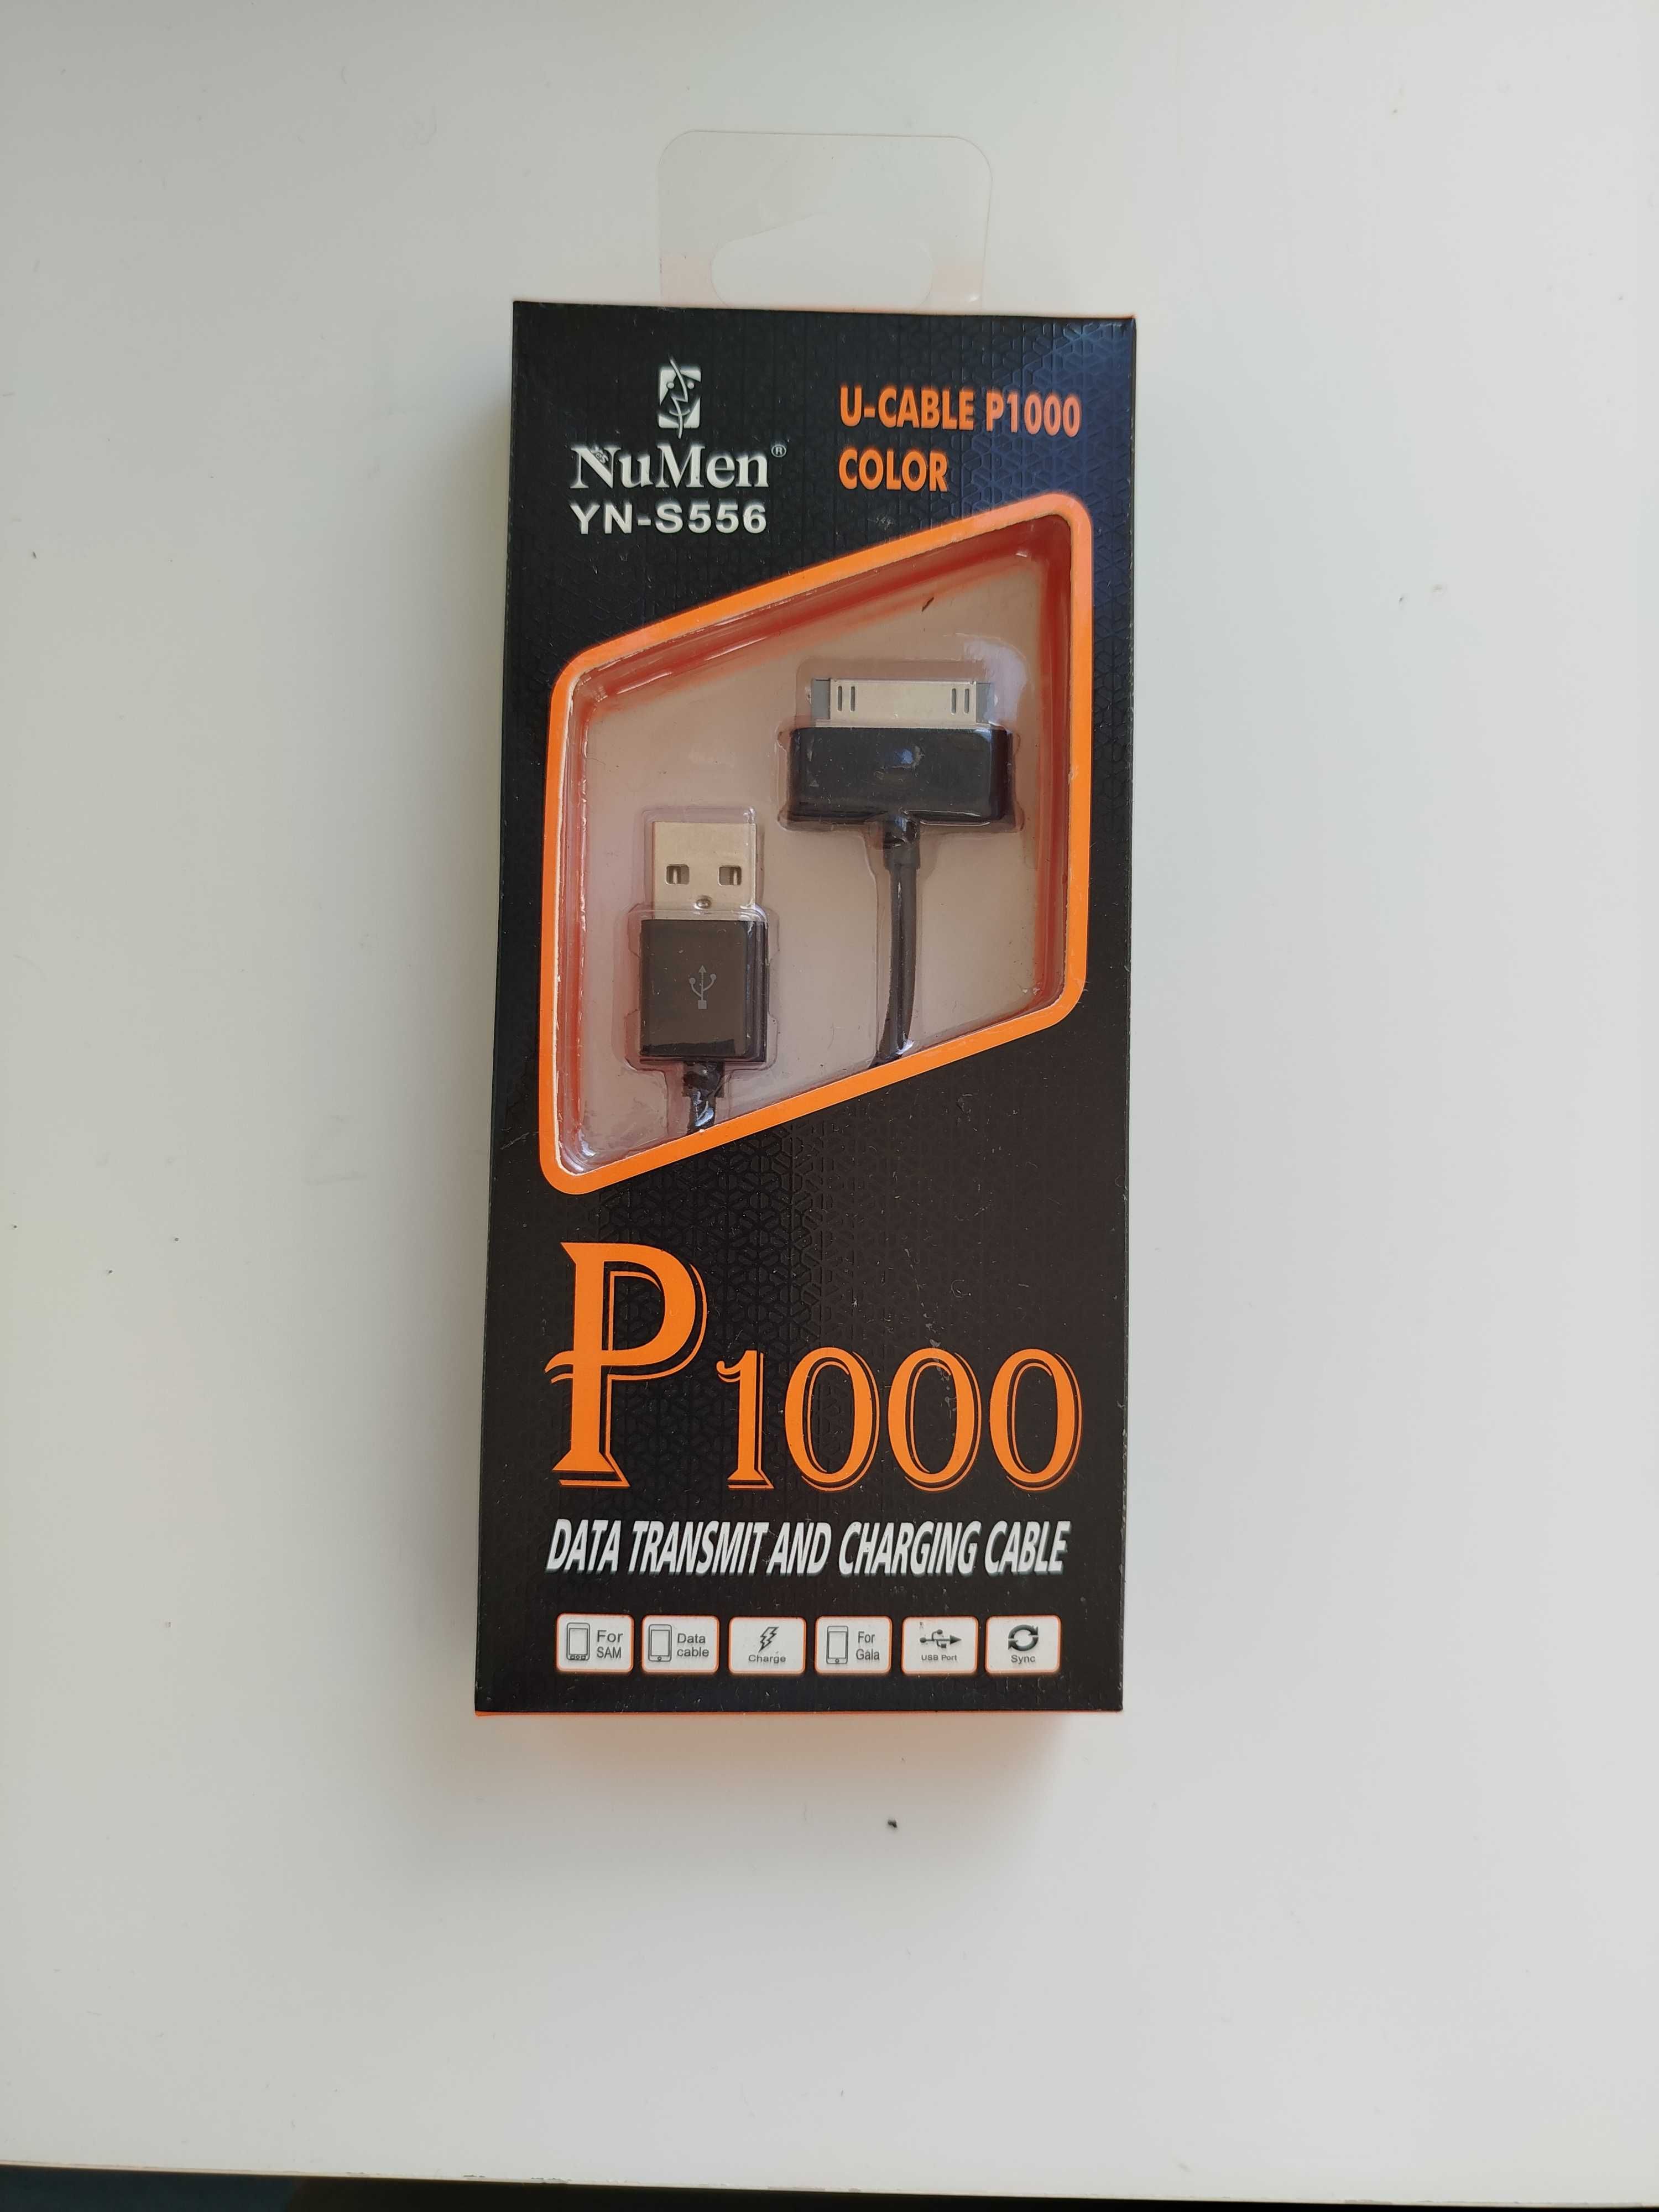 NuMen®
YN-S556
U-CABLE P1000
COLOR
P1000
DATA TRANSMIT AND CHARGING CABLE
For
SAM
Data
cable
Charge
For
Gala
USB Port
Sync